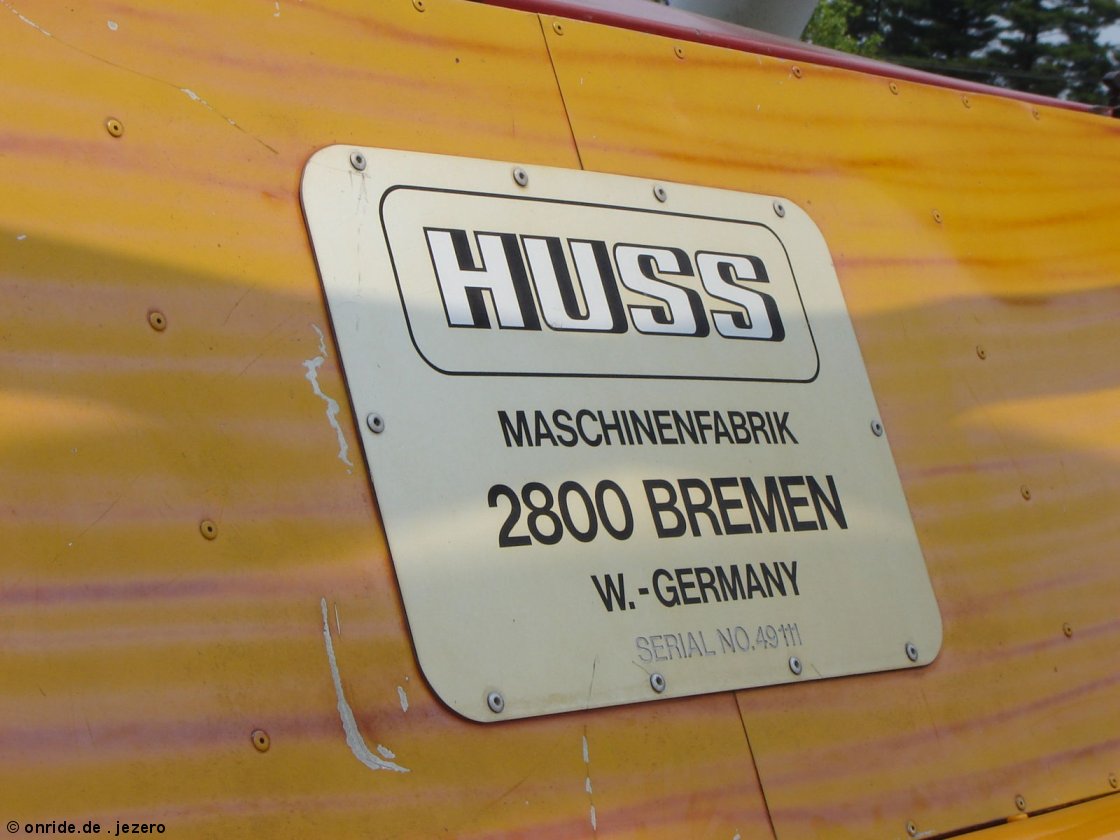 HUSS
MASCHINENFABRIK
2800 BREMEN
W.-GERMANY
SERIAL NO. 49111
© onride.de . jezero